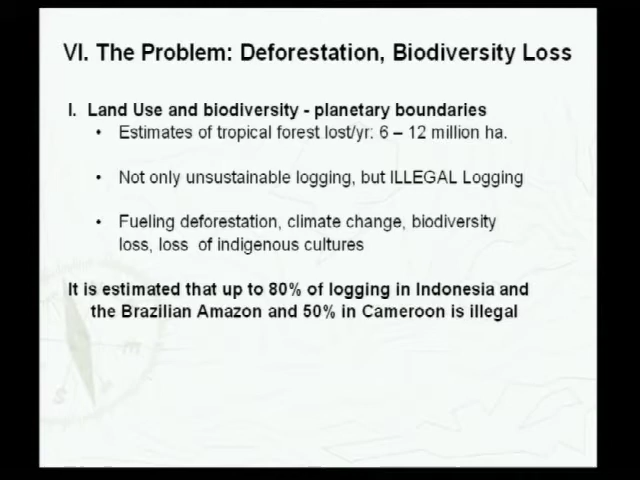 VI. The Problem: Deforestation, Biodiversity Loss
I. Land Use and biodiversity - planetary boundaries
• Estimates of tropical forest lost/yr: 6 – 12 million ha.
• Not only unsustainable logging, but ILLEGAL Logging
• Fueling deforestation, climate change, biodiversity
loss, loss of indigenous cultures
It is estimated that up to 80% of logging in Indonesia and
the Brazilian Amazon and 50% in Cameroon is illegal